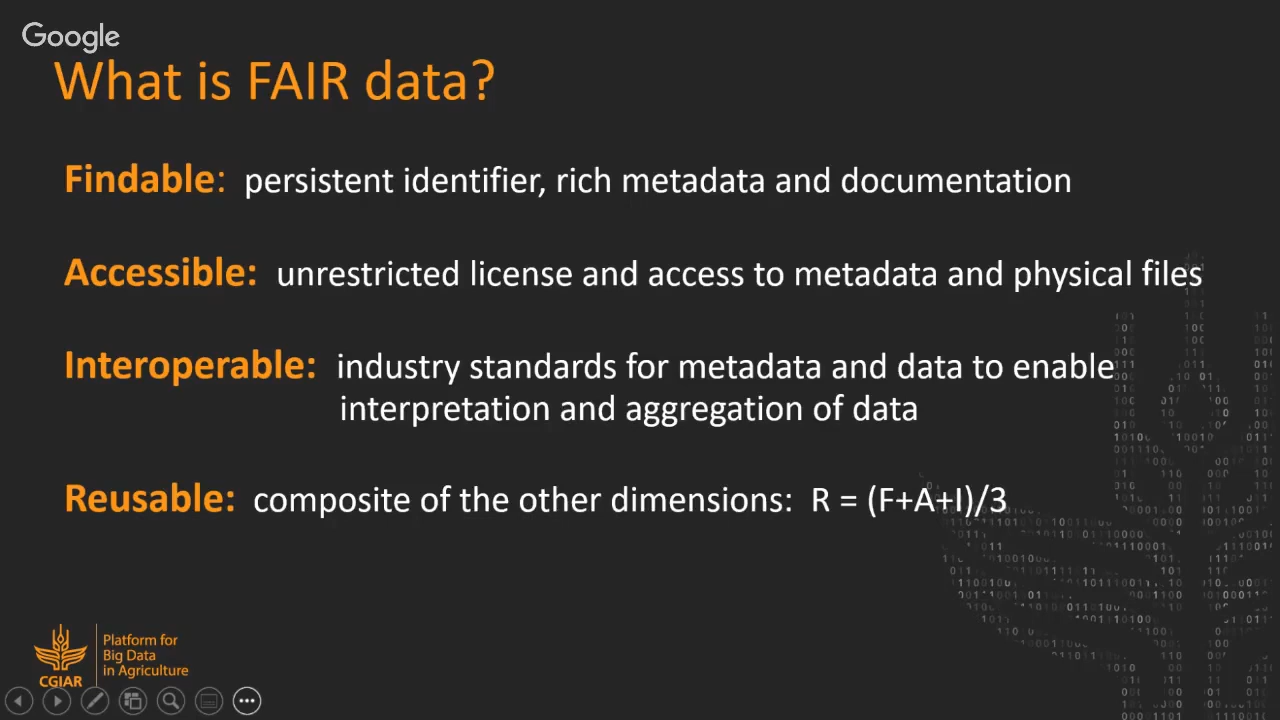 Google
What is FAIR data?
Findable: persistent identifier, rich metadata and documentation
Accessible: unrestricted license and access to metadata and physical files
Interoperable: industry standards for metadata and data to enable
interpretation and aggregation of data
Reusable: composite of the other dimensions: R = (F+A+I)/3
Platform for
Big Data
in Agriculture
CGIAR